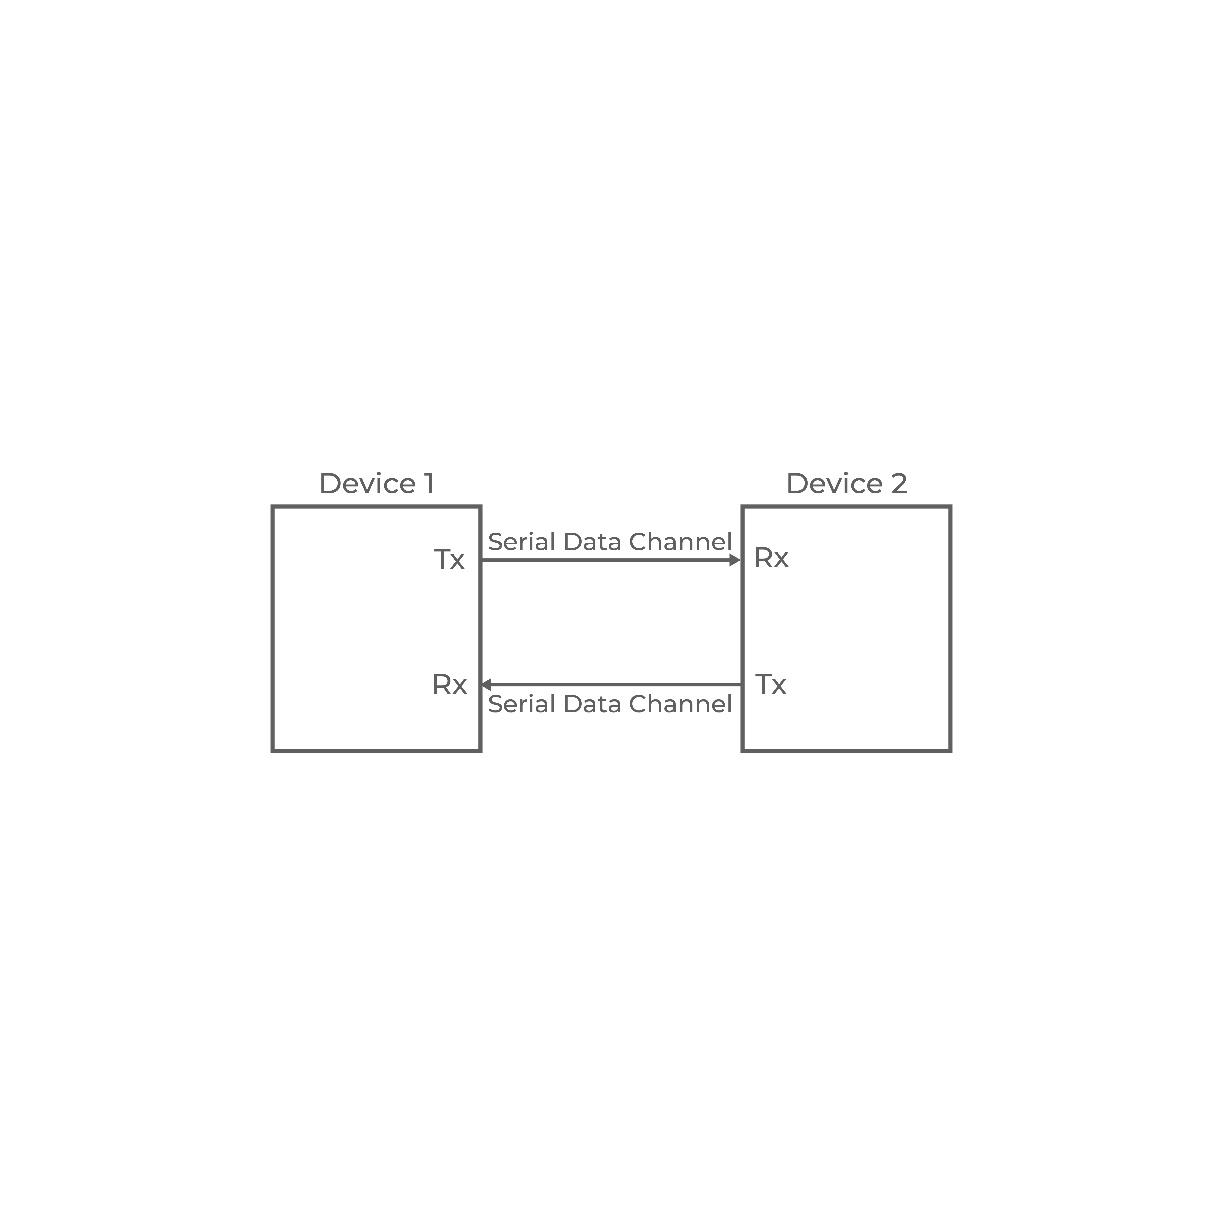 Device 1
Device 2
Serial Data Channel
Tx
Rx
Rx
Tx
Serial Data Channel